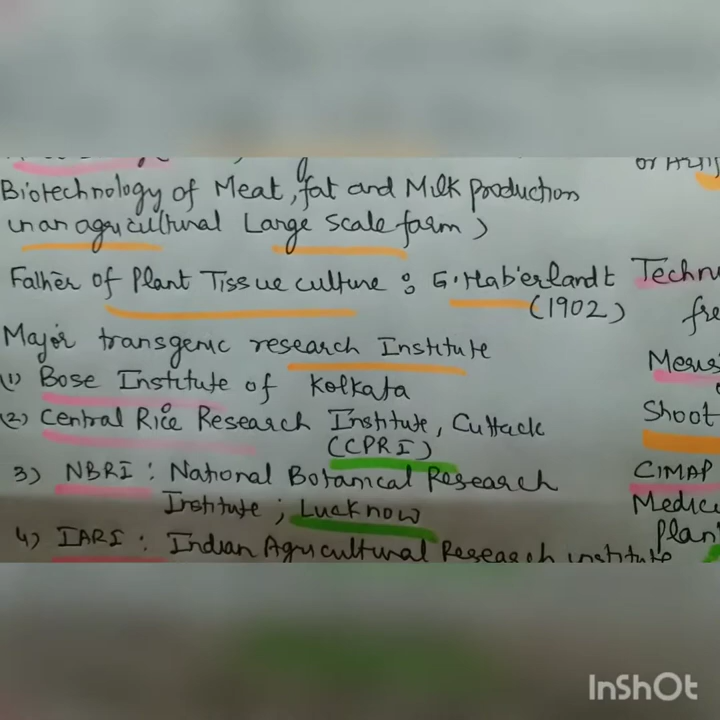 Biotechnology of Meat, fat and Milk production
in an agricultural Large scale farm)
Father of Plant Tissue culture : G. Haberlandt
(1902)
Major transgenic research Institute
(1) Bose Institute of Kolkata
(2) Central Rice Research Institute, Cuttack
(CPRI)
3) NBRI : National Botanical Research
Institute ; Lucknow
4) IARI : Indian Agricultural Research institute
Techn
fre
Meris
Shoot
CIMAP
Medici
Plan
InShOt